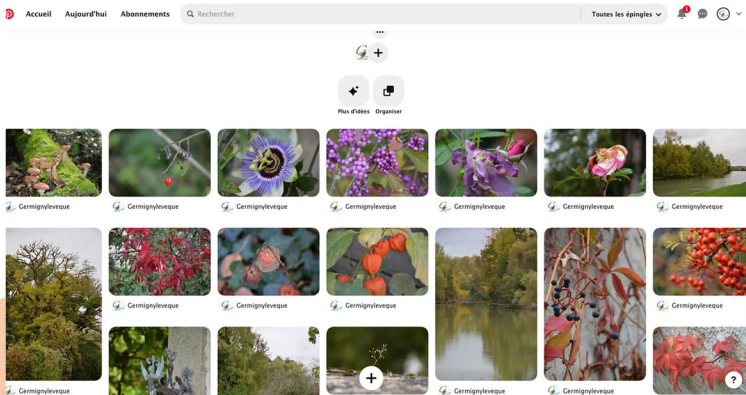 Accueil Aujourd'hui Abonnements Rechercher Toutes les épingles 1
Plus d'idées Organiser
Germignyleveque Germignyleveque Germignyleveque Germignyleveque Germignyleveque Germignyleveque Germignyleveque
Germignyleveque Germignyleveque Germignyleveque Germignyleveque
Germignyleveque Germignyleveque Germignyleveque Germignyleveque
?